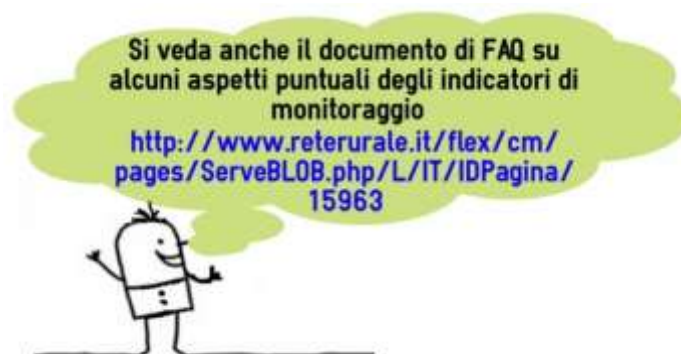 Si veda anche il documento di FAQ su
alcuni aspetti puntuali degli indicatori di
monitoraggio
http://www.reterurale.it/flex/cm/
pages/ServeBLOB.php/L/IT/IDPagina/
15963